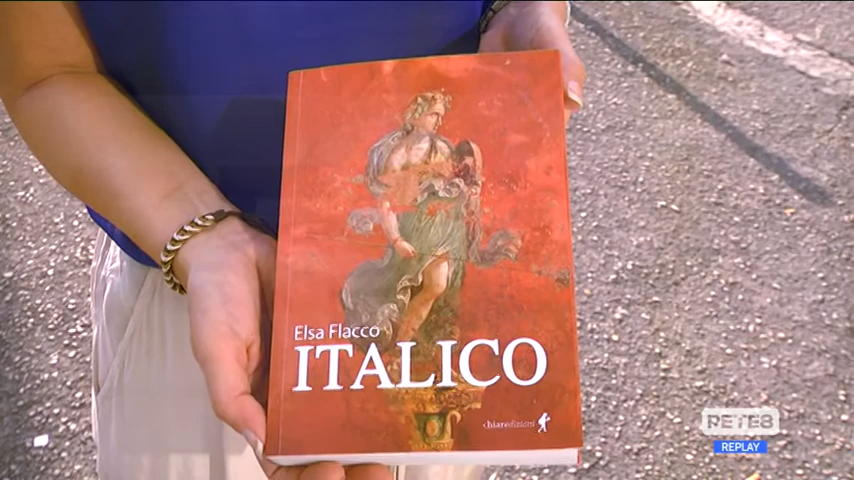 Elsa Flacco
ITALICO
chiaredizioni
RETE8
REPLAY